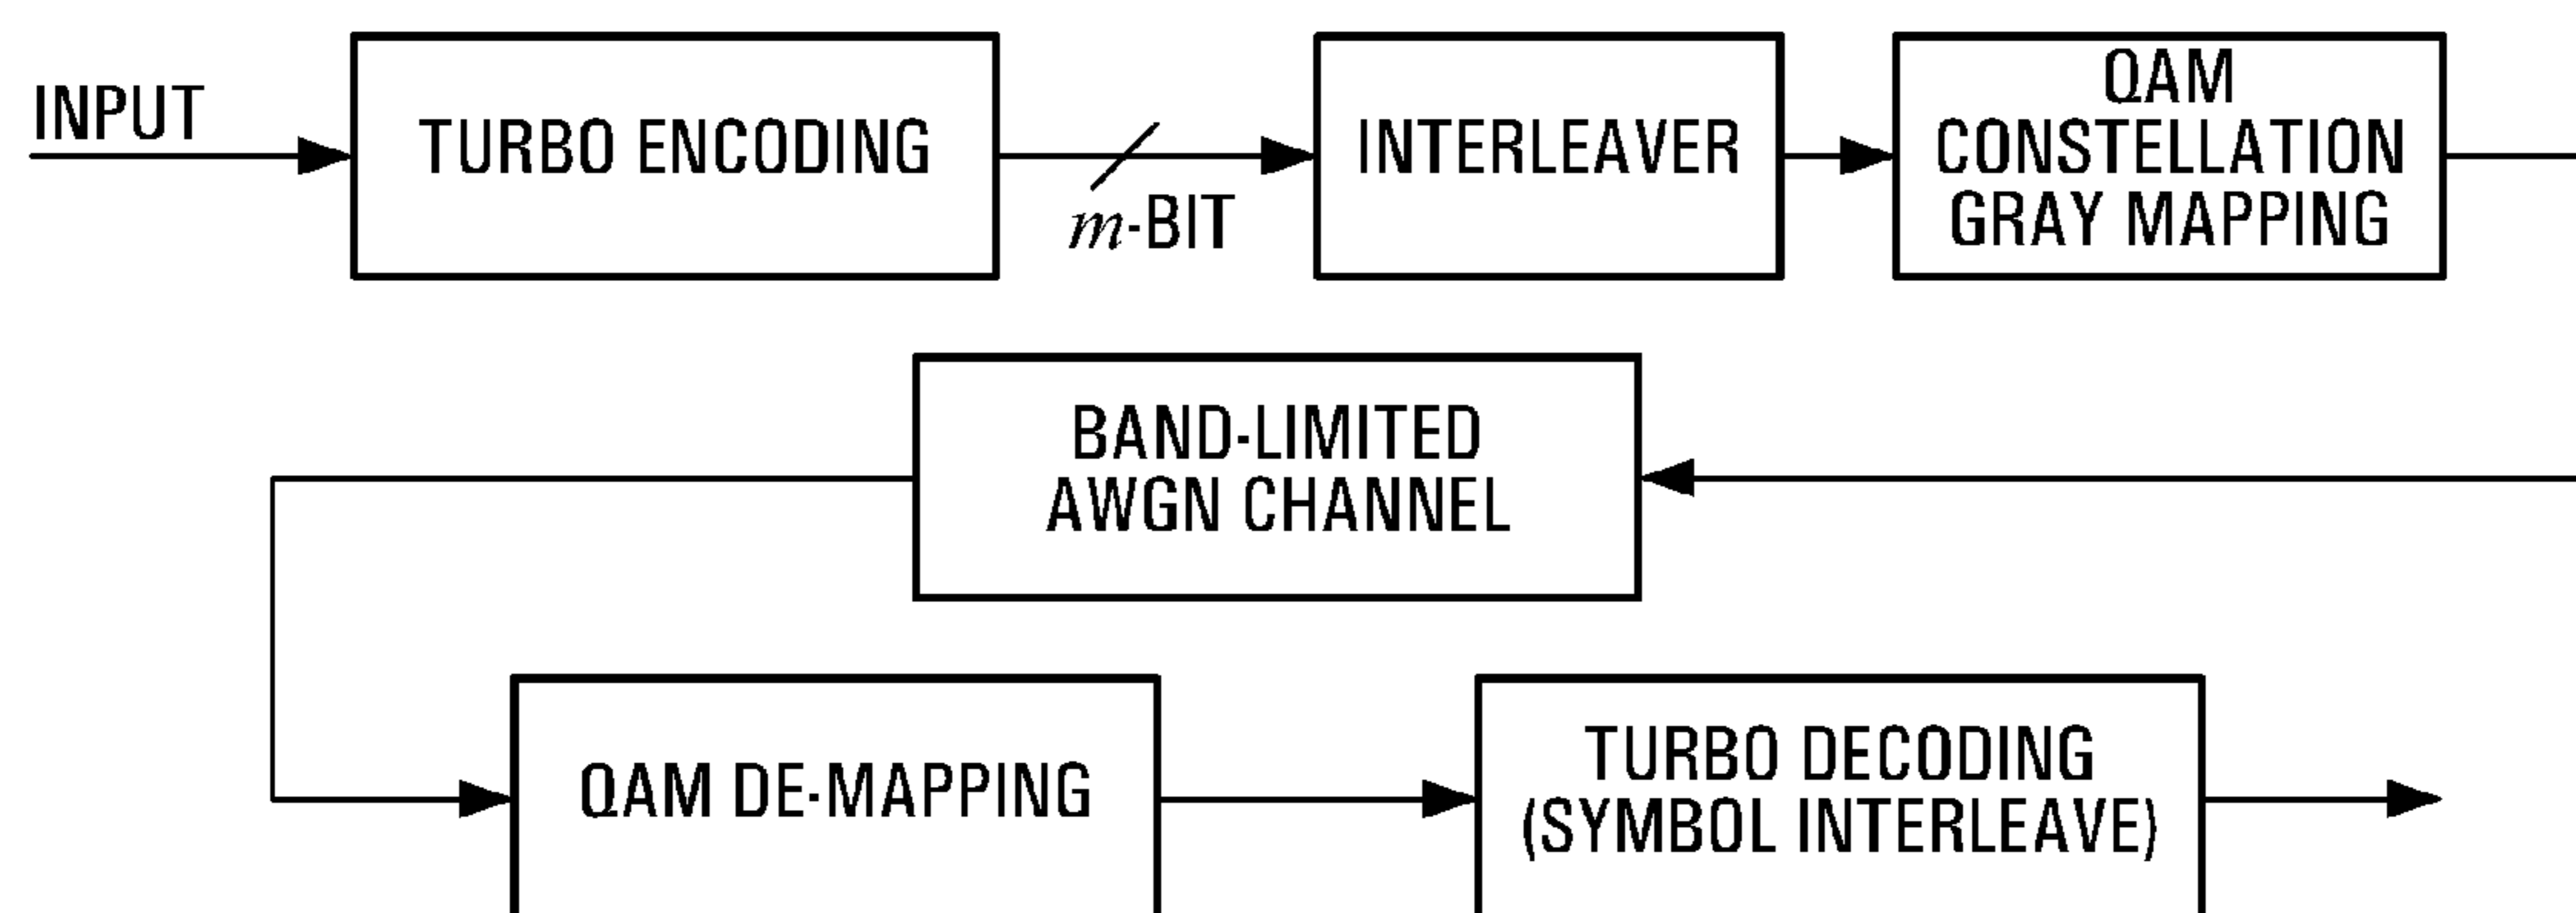 INPUT
TURBO ENCODING
m-BIT
INTERLEAVER
QAM
CONSTELLATION
GRAY MAPPING
BAND-LIMITED
AWGN CHANNEL
QAM DE-MAPPING
TURBO DECODING
(SYMBOL INTERLEAVE)